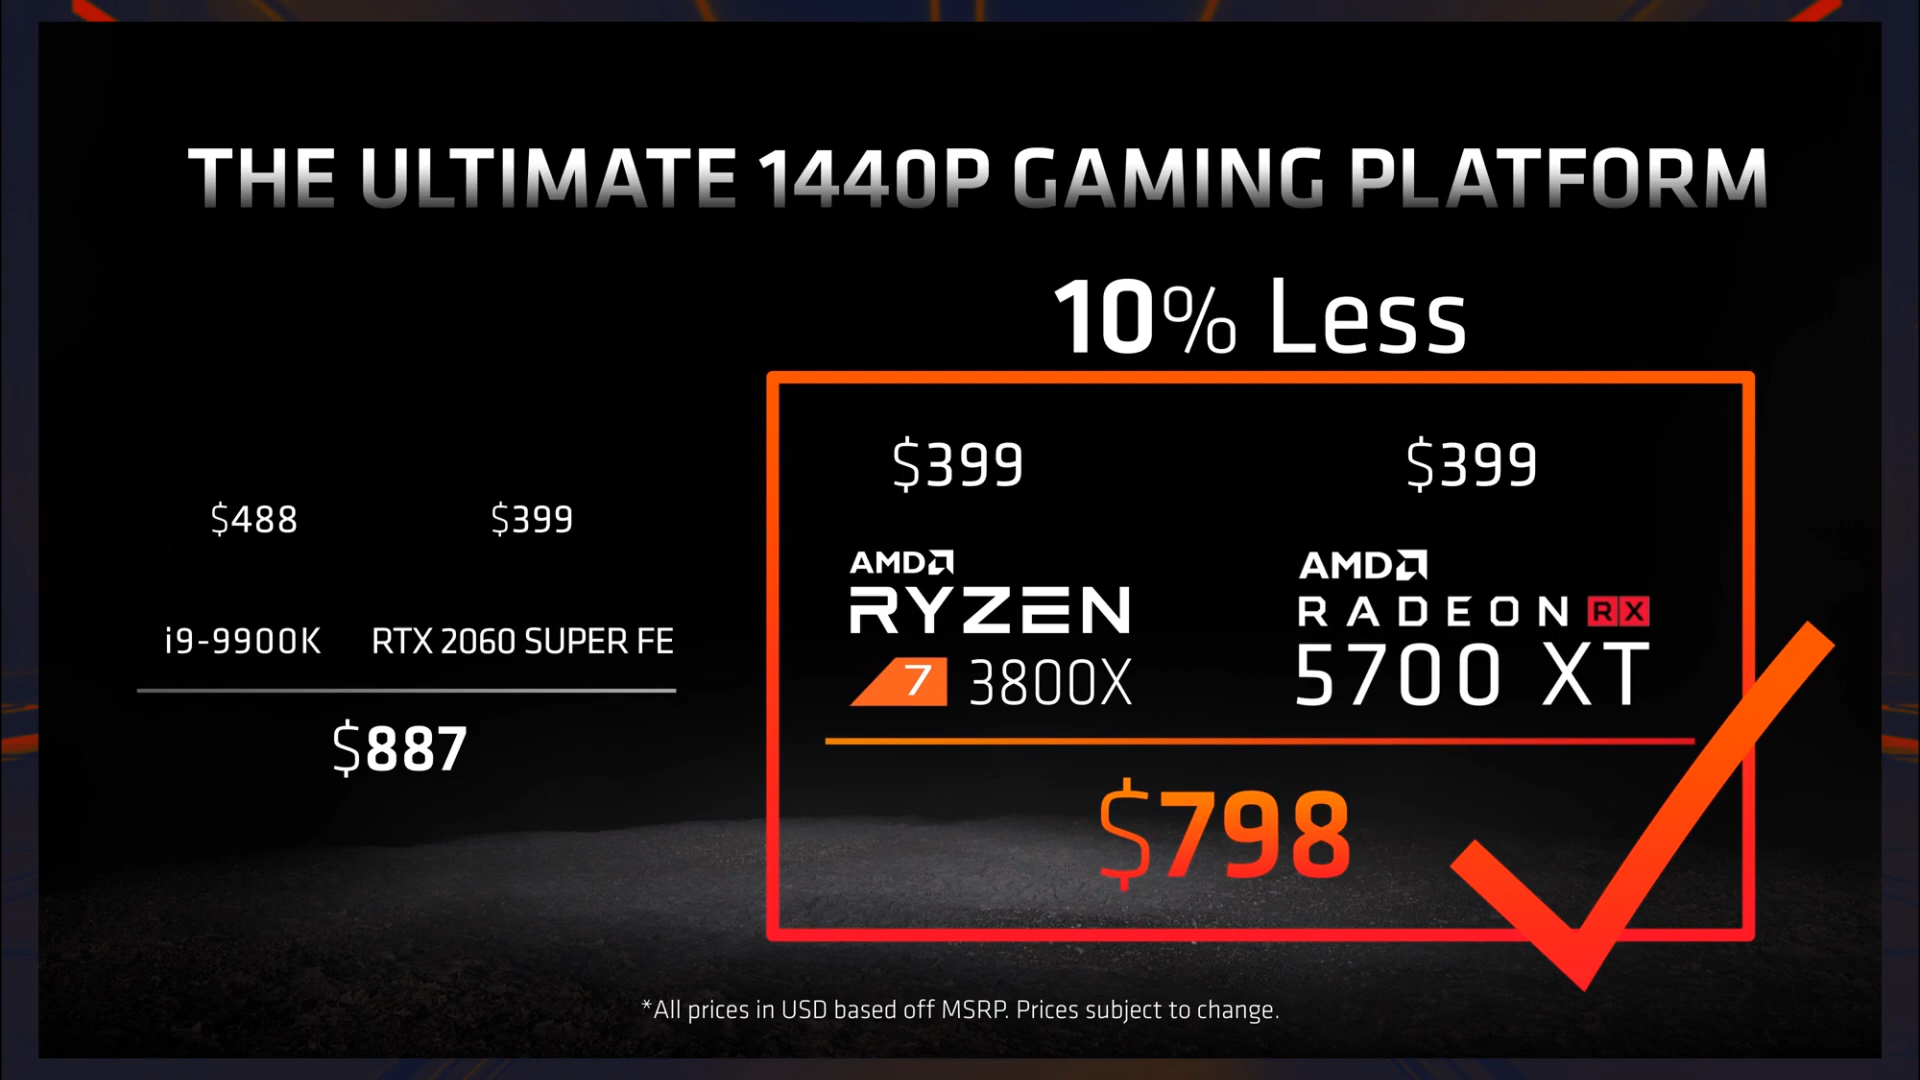 THE ULTIMATE 1440P GAMING PLATFORM
10% Less
$488 $399
i9-9900K RTX 2060 SUPER FE
$887
$399 $399
AMD AMD
RYZEN RADEON RX
7 3800X 5700 XT
$798
*All prices in USD based off MSRP. Prices subject to change.